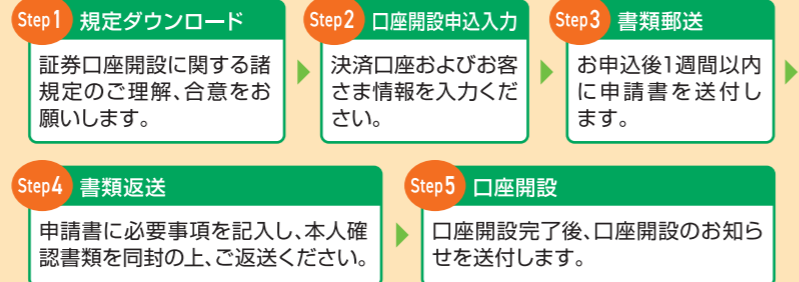 Step1 規定ダウンロード
証券口座開設に関する諸
規定のご理解、合意をお
願いします。
Step2 口座開設申込入力
決済口座およびお客
さま情報を入力くだ
さい。
Step3 書類郵送
お申込後1週間以内
に申請書を送付し
ます。
Step4 書類返送
申請書に必要事項を記入し、本人確
認書類を同封の上、ご返送ください。
Step5 口座開設
口座開設完了後、口座開設のお知ら
せを送付します。